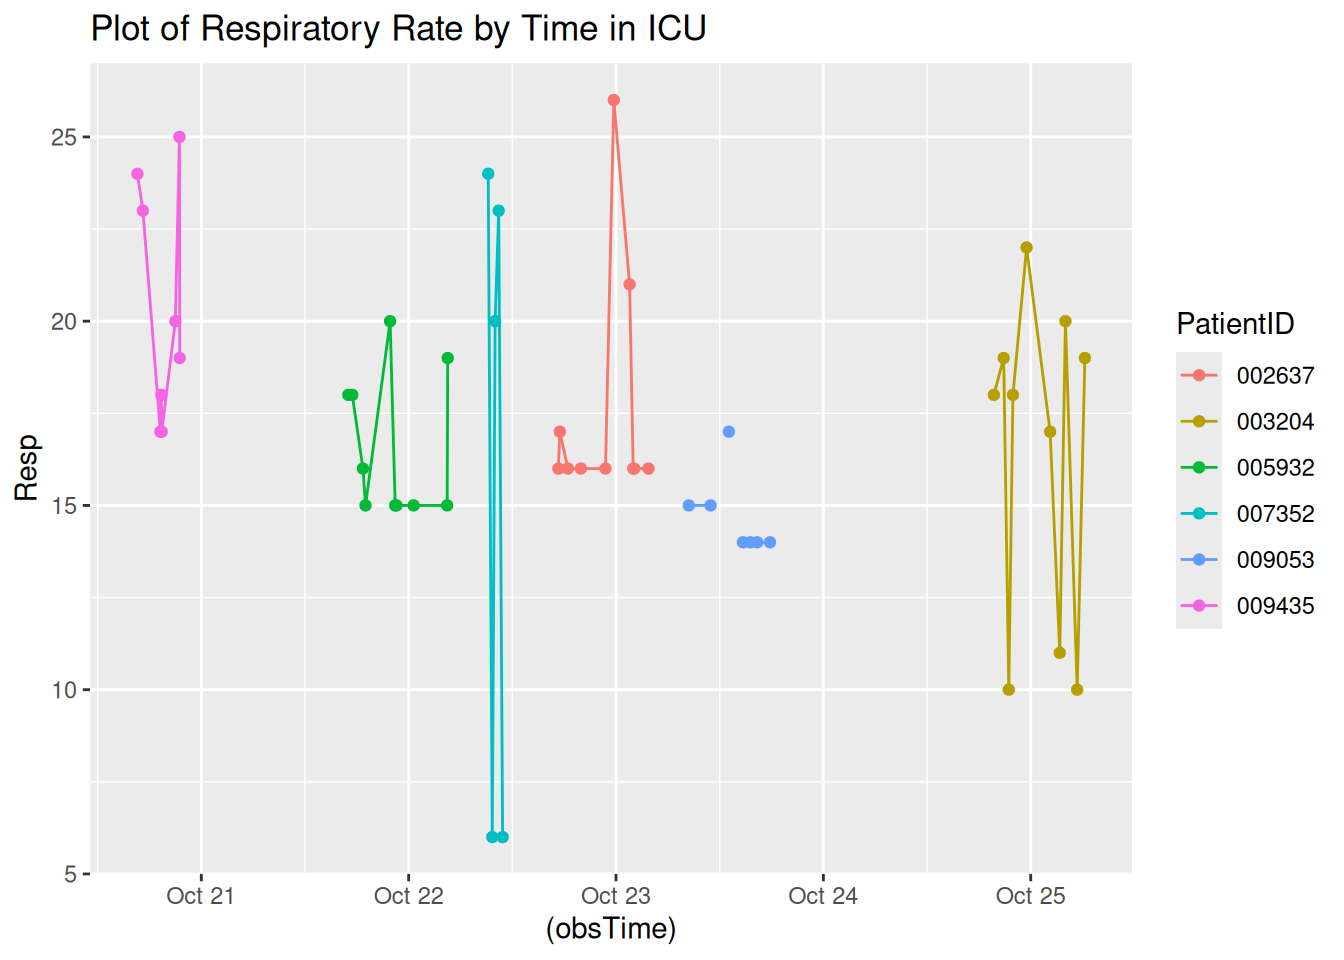 Plot of Respiratory Rate by Time in ICU
Resp
25
20
15
10
5
Oct 21
Oct 22
Oct 23
Oct 24
Oct 25
(obsTime)
PatientID
002637
003204
005932
007352
009053
009435